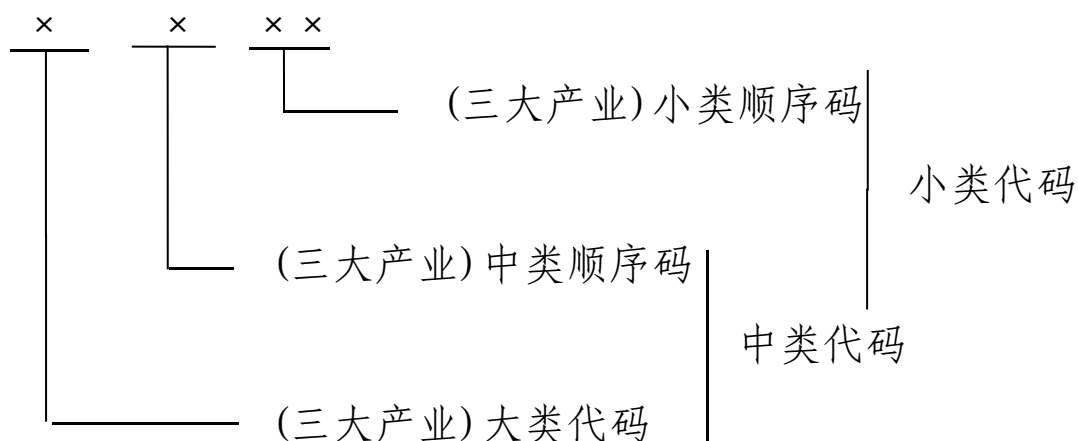 × × × ×
(三大产业)小类顺序码
小类代码
(三大产业)中类顺序码
中类代码
(三大产业)大类代码